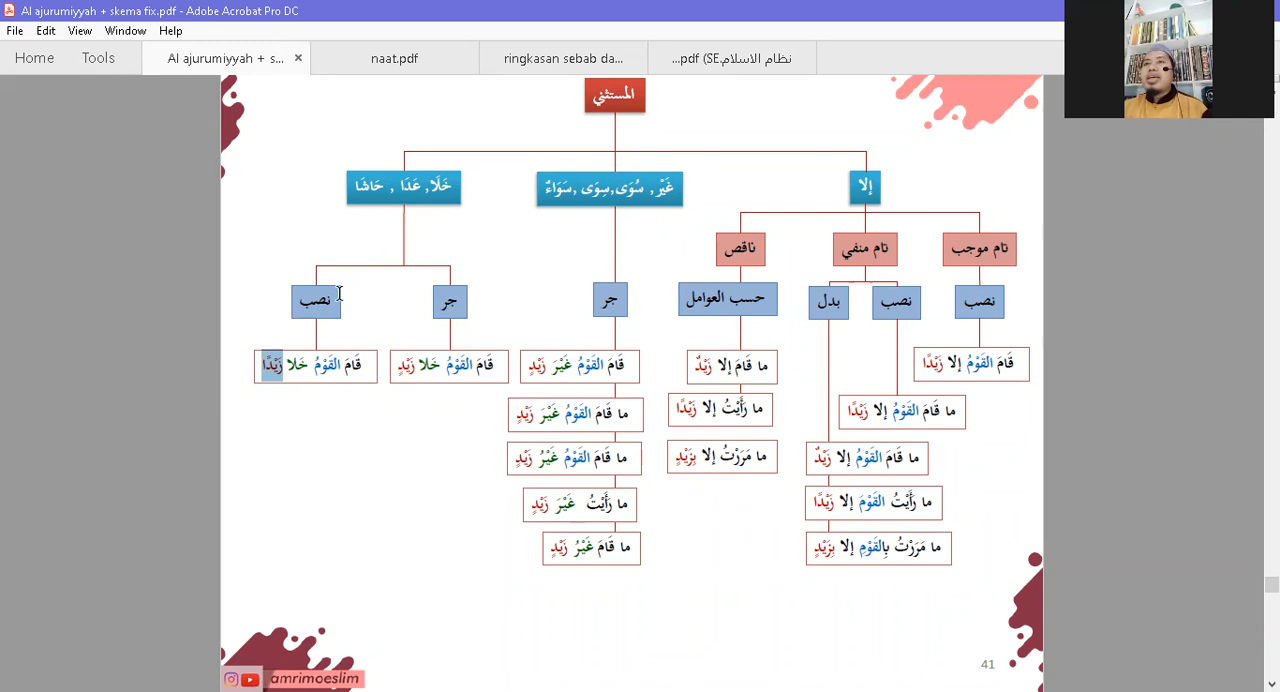 Al ajurumiyyah + skema fix.pdf - Adobe Acrobat Pro DC
File Edit View Window Help
Home Tools Al ajurumiyyah + s... × naat.pdf ringkasan sebab da... ...pdf (SE.نظام الاسلام
المستثني
إلا
غَيْر, سُوَى,سِوَى ,سَوَاءٌ
خَلَا, عَدَا , حَاشَا
تام موجب
تام منفي
ناقص
نصب
نصب
بدل
حسب العوامل
جر
جر
نصب
قَامَ القَوْمُ إلا زَيْدًا
ما قَامَ إلا زَيْدٌ
قَامَ القَوْمُ غَيْرَ زَيْدٍ
قَامَ القَوْمُ خَلا زَيْدٍ
قَامَ القَوْمُ خَلا زَيْدًا
ما قَامَ القَوْمُ إلا زَيْدًا
ما رَأَيْتُ إلا زَيْدًا
ما قَامَ القَوْمُ غَيْرَ زَيْدٍ
ما قَامَ القَوْمُ إلا زَيْدٌ
ما مَرَرْتُ إلا بِزَيْدٍ
ما قَامَ القَوْمُ غَيْرُ زَيْدٍ
ما رَأَيْتُ القَوْمَ إلا زَيْدًا
ما رَأَيْتُ غَيْرَ زَيْدٍ
ما مَرَرْتُ بِالقَوْمِ إلا بِزَيْدٍ
ما قَامَ غَيْرُ زَيْدٍ
41
amrimoeslim